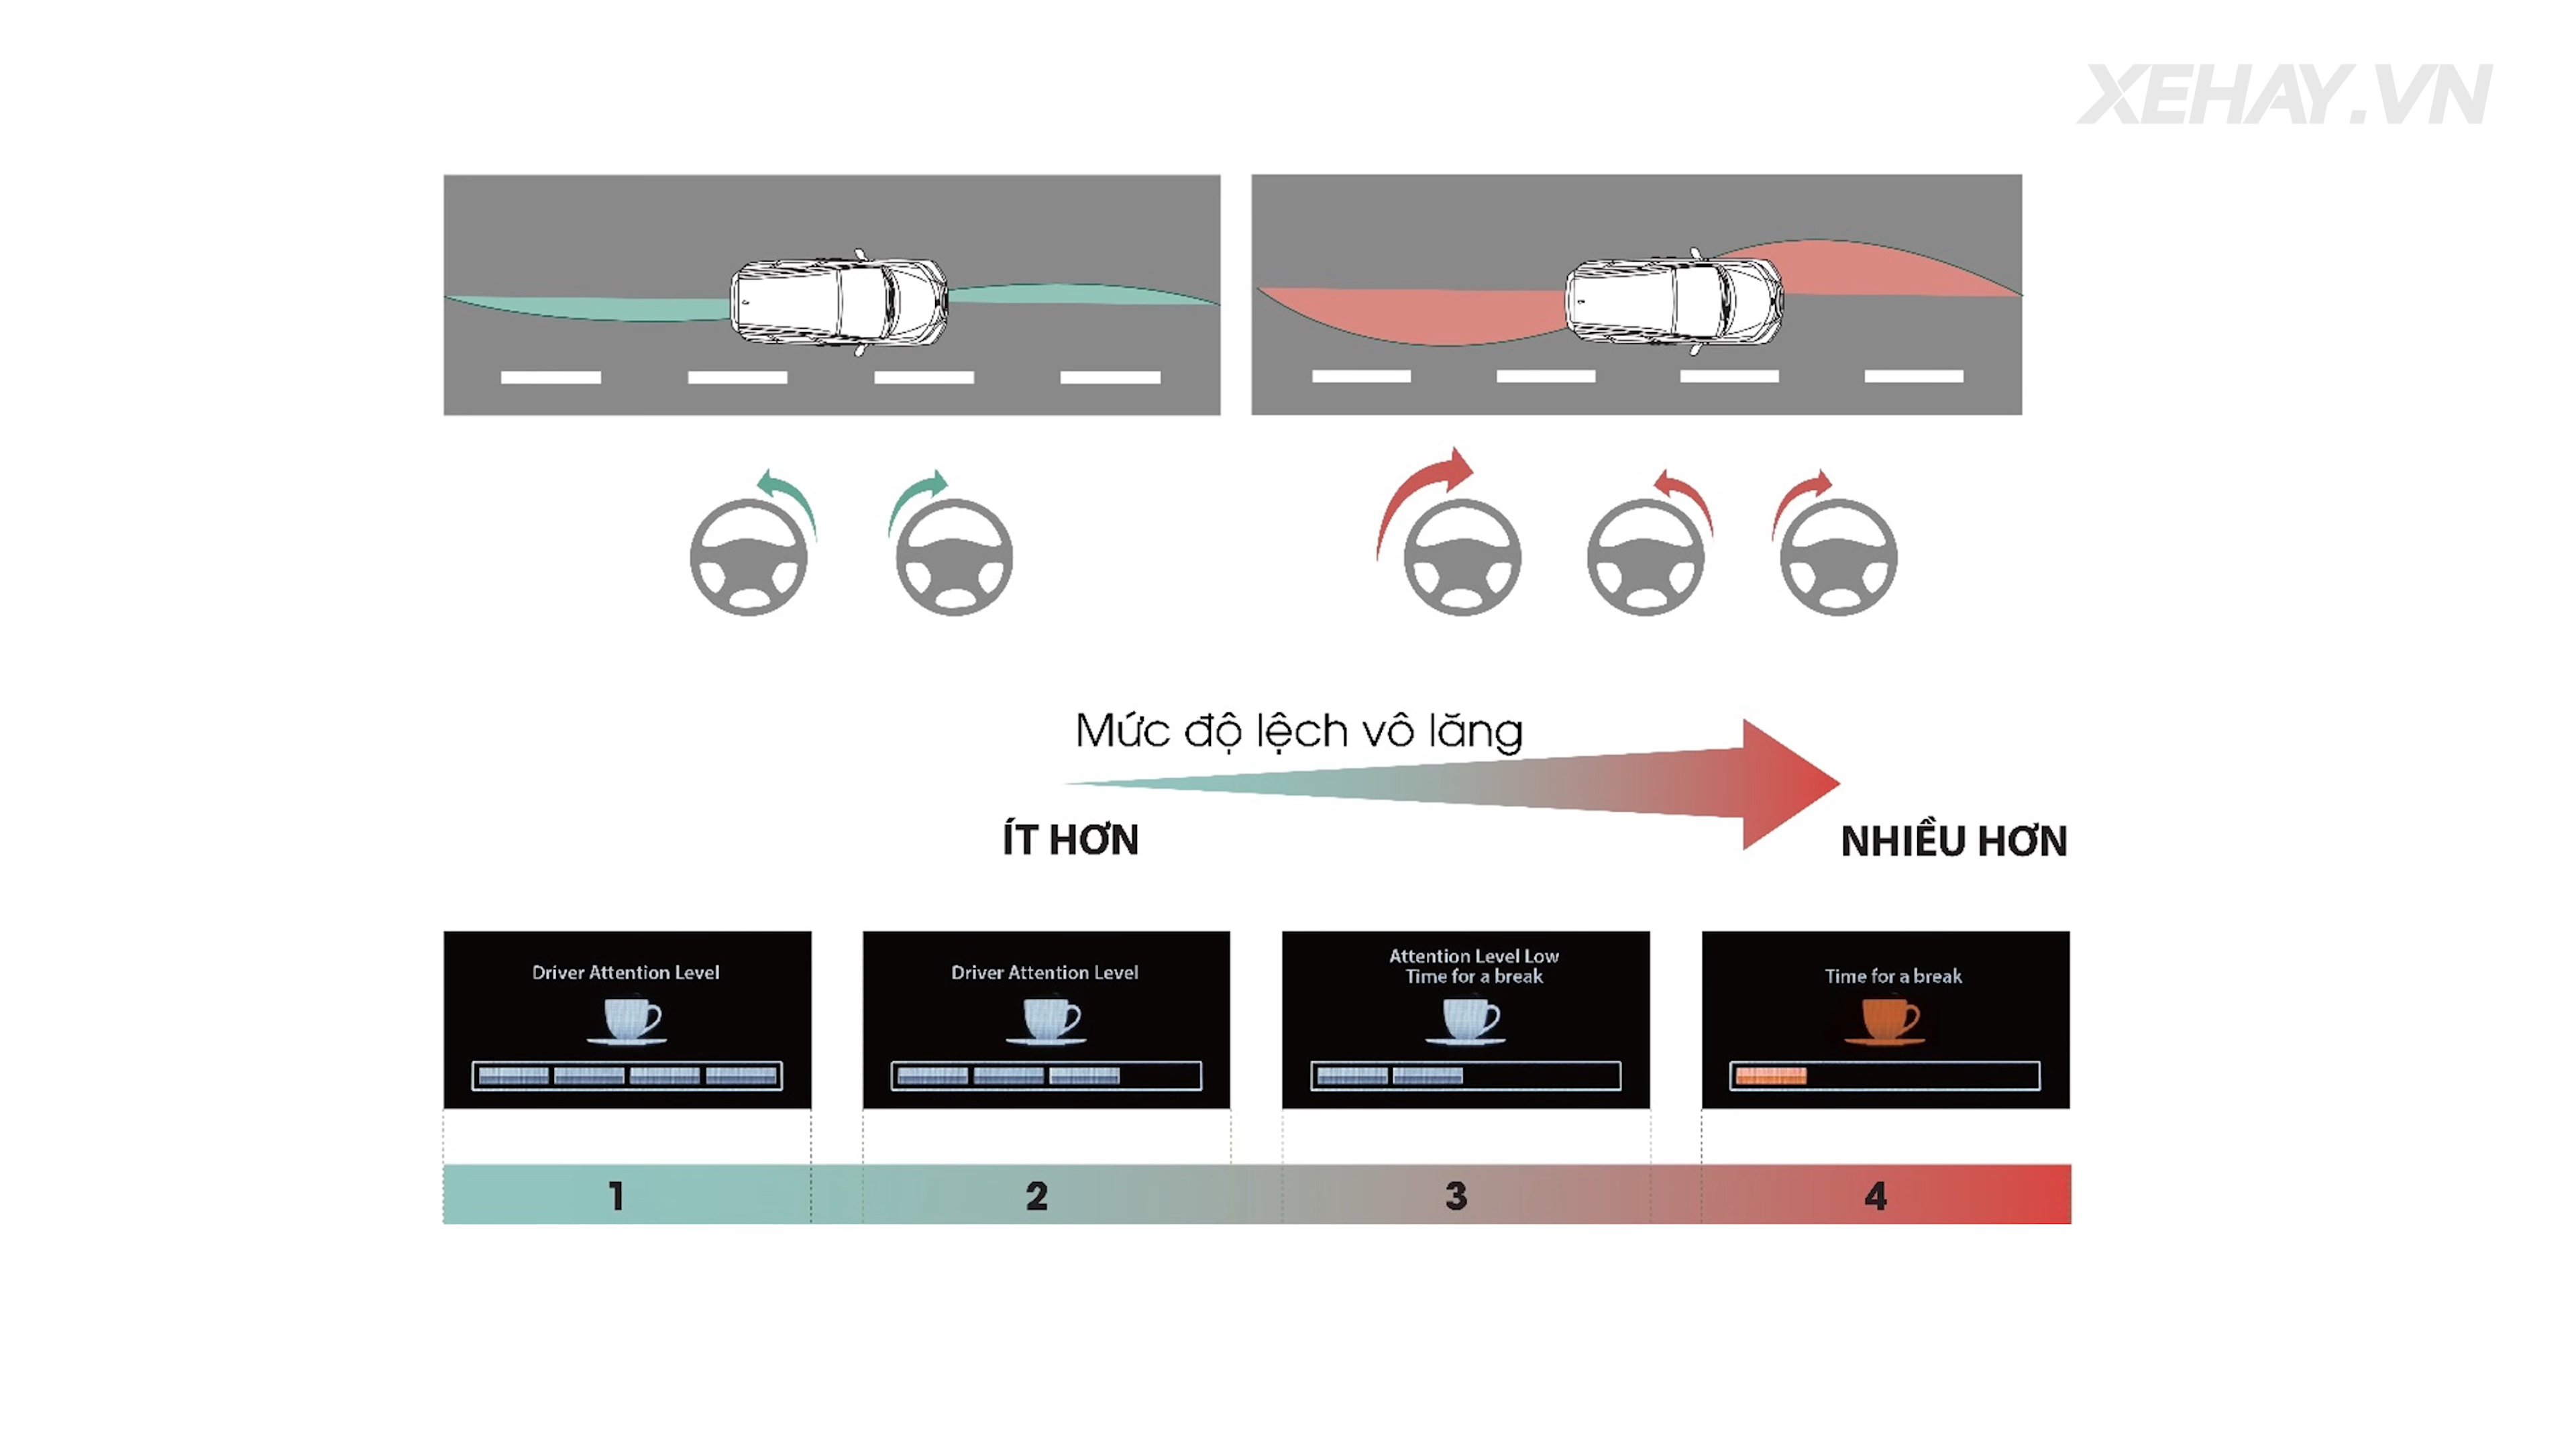 XEHAY.VN
Mức độ lệch vô lăng
ÍT HƠN
NHIỀU HƠN
Driver Attention Level
Driver Attention Level
Attention Level Low
Time for a break
Time for a break
1
2
3
4